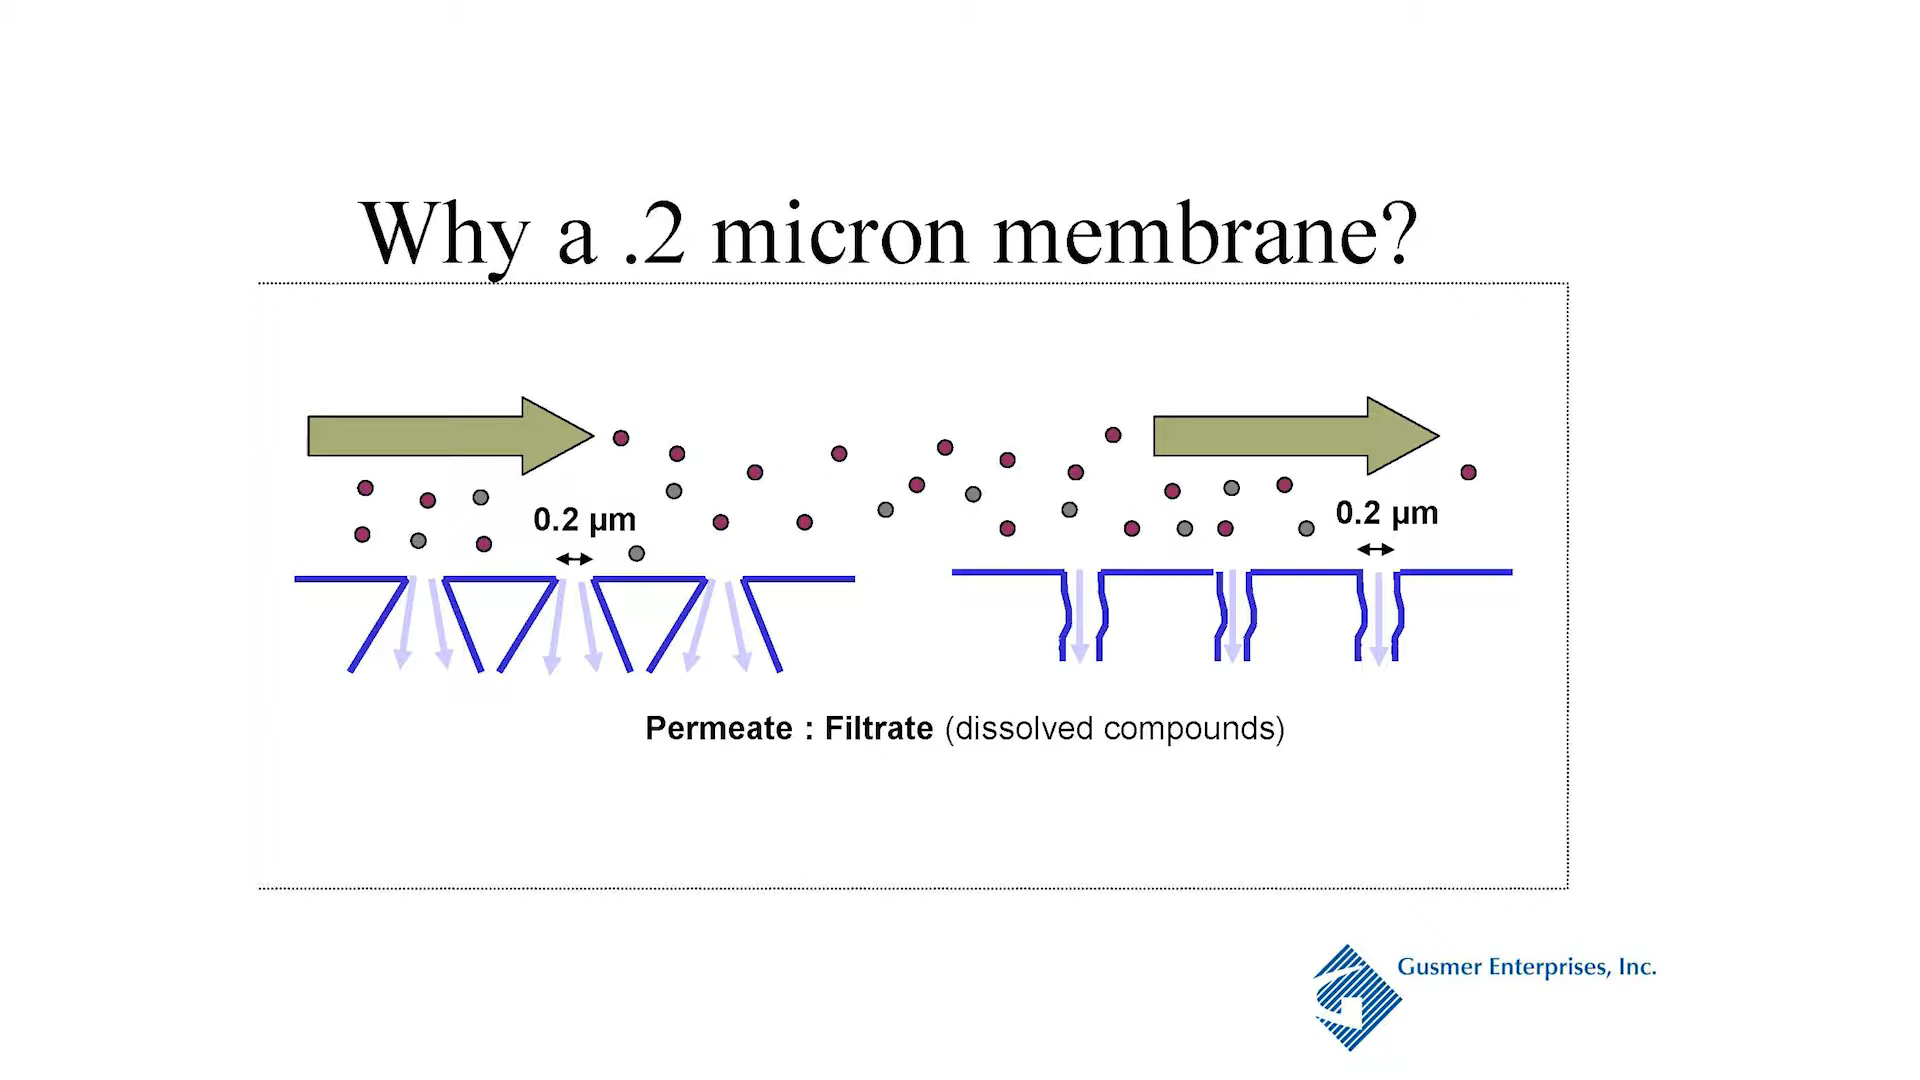 Why a .2 micron membrane?
0.2 µm
0.2 µm
Permeate : Filtrate (dissolved compounds)
Gusmer Enterprises, Inc.